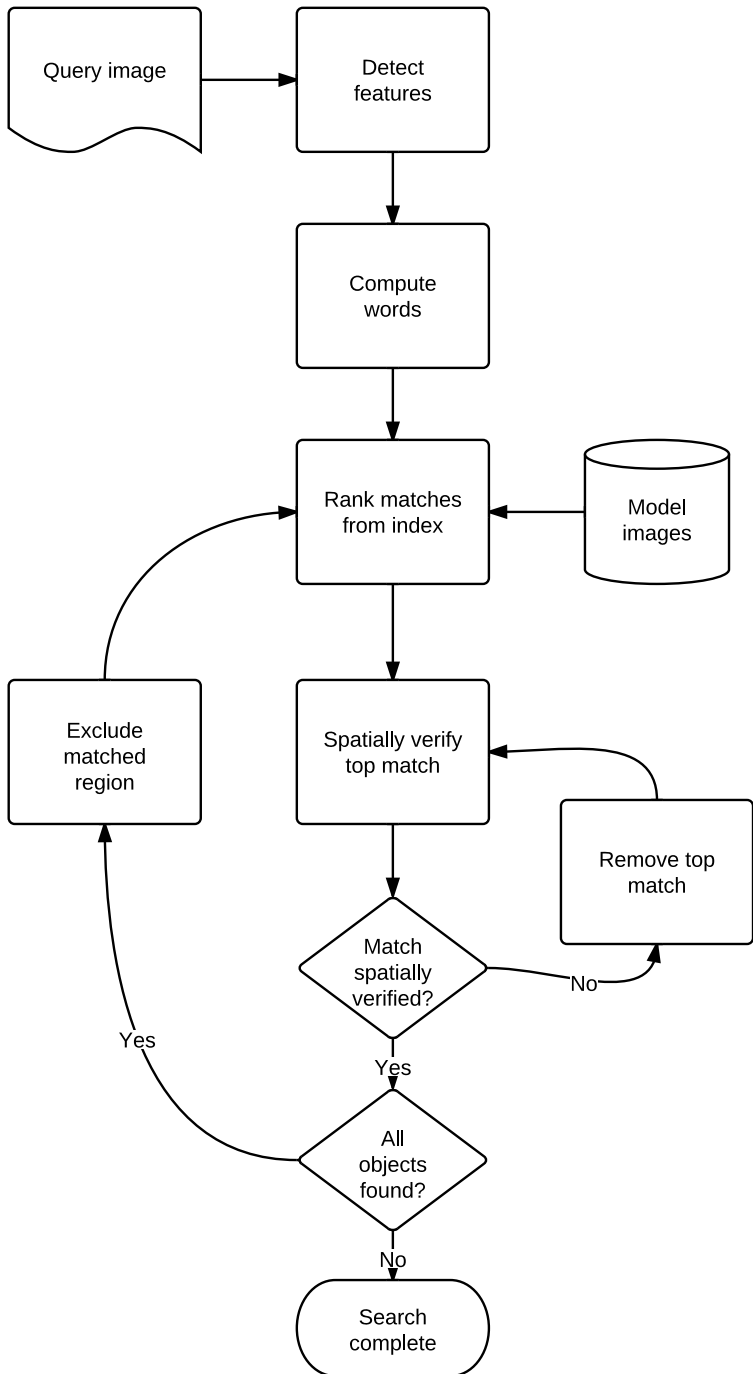 Query image
Detect
features
Compute
words
Rank matches
from index
Model
images
Exclude
matched
region
Spatially verify
top match
Remove top
match
Match
spatially
verified?
No
Yes
Yes
All
objects
found?
No
Search
complete